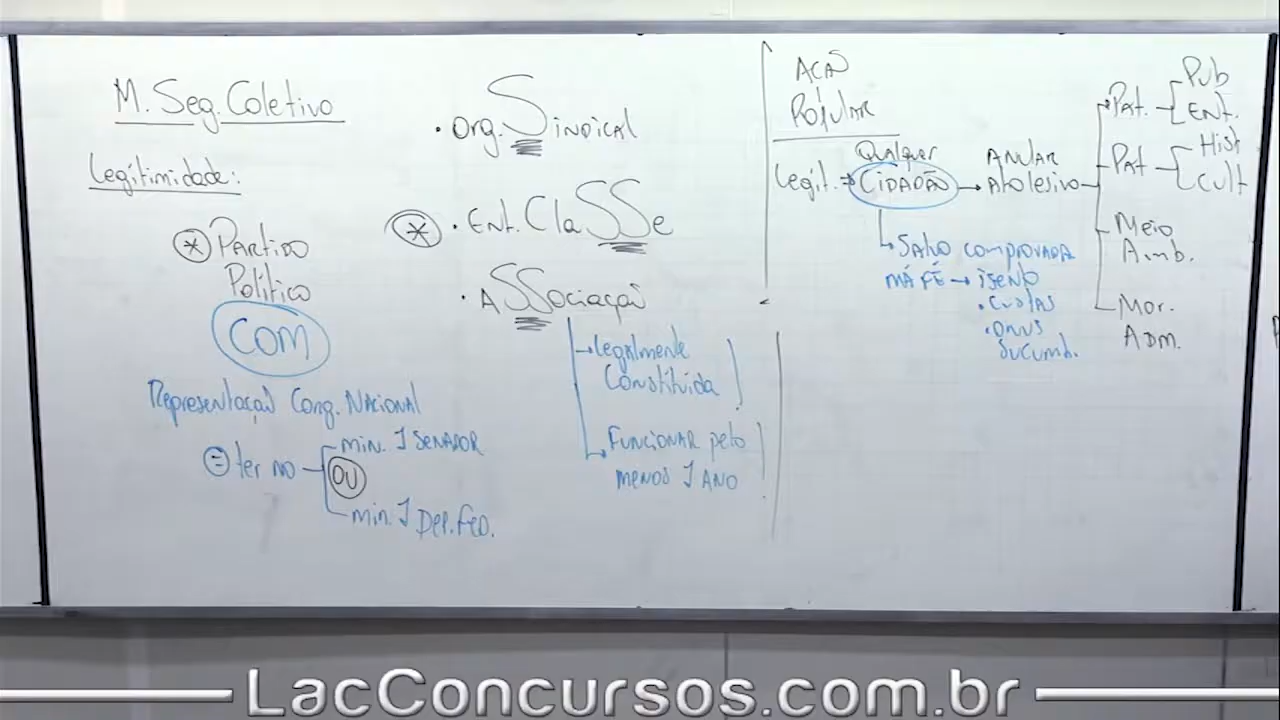 M. Seg. Coletivo
Legitimidade:
* Partido
Político
COM
Representação Cong. Nacional
= ter no
min. 1 Senador
OU
min. 1 Dep. Fed.
• Org. Sindical
* • Ent. ClaSSe
• ASSociação
Legalmente
Constituída
Funcionar pelo
menos 1 ano
Ação
Popular
Legit. → Qualquer
Cidadão
Anular
Ato lesivo
Salvo comprovada
má fé → isento
• Custas
• Ônus
Sucumb.
Pat.
Pub
Ent.
Pat
Hist
Cult
Meio
Amb.
Mor.
Adm.
LacConcursos.com.br